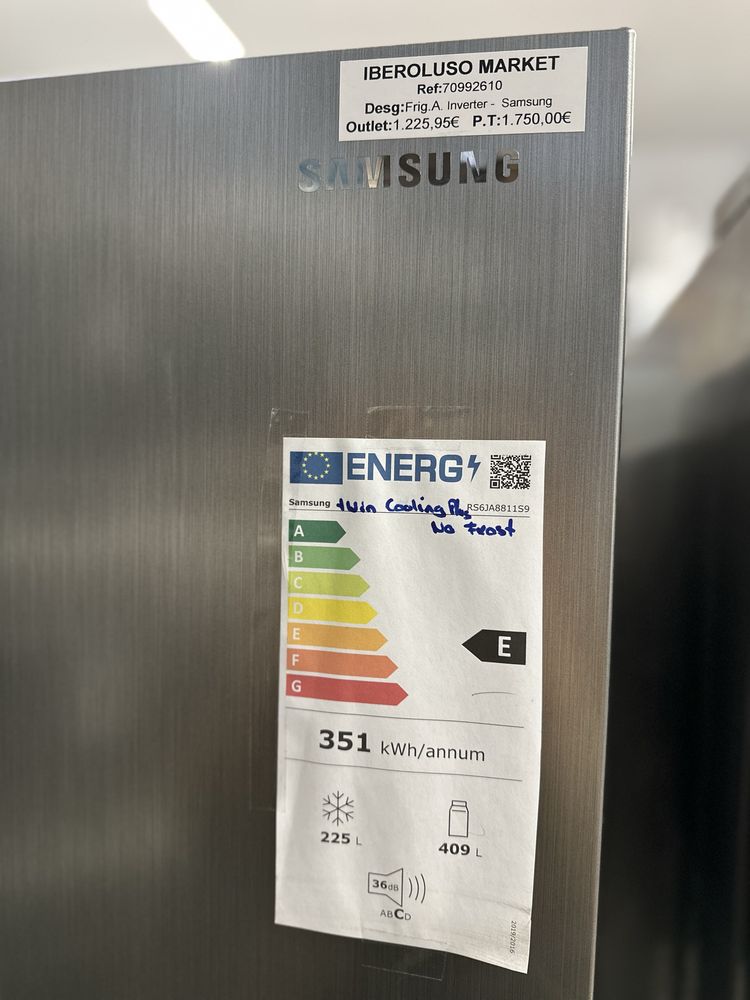 IBEROLUSO MARKET
Ref:70992610
Desg:Frig.A. Inverter - Samsung
Outlet:1.225,95€ P.T:1.750,00€
SAMSUNG
ENERG
Samsung twin Cooling Plus RS6JA8811S9
No Frost
A
B
C
D
E
E
F
G
351 kWh/annum
225 L
409 L
36dB
ABCD
2019/2016